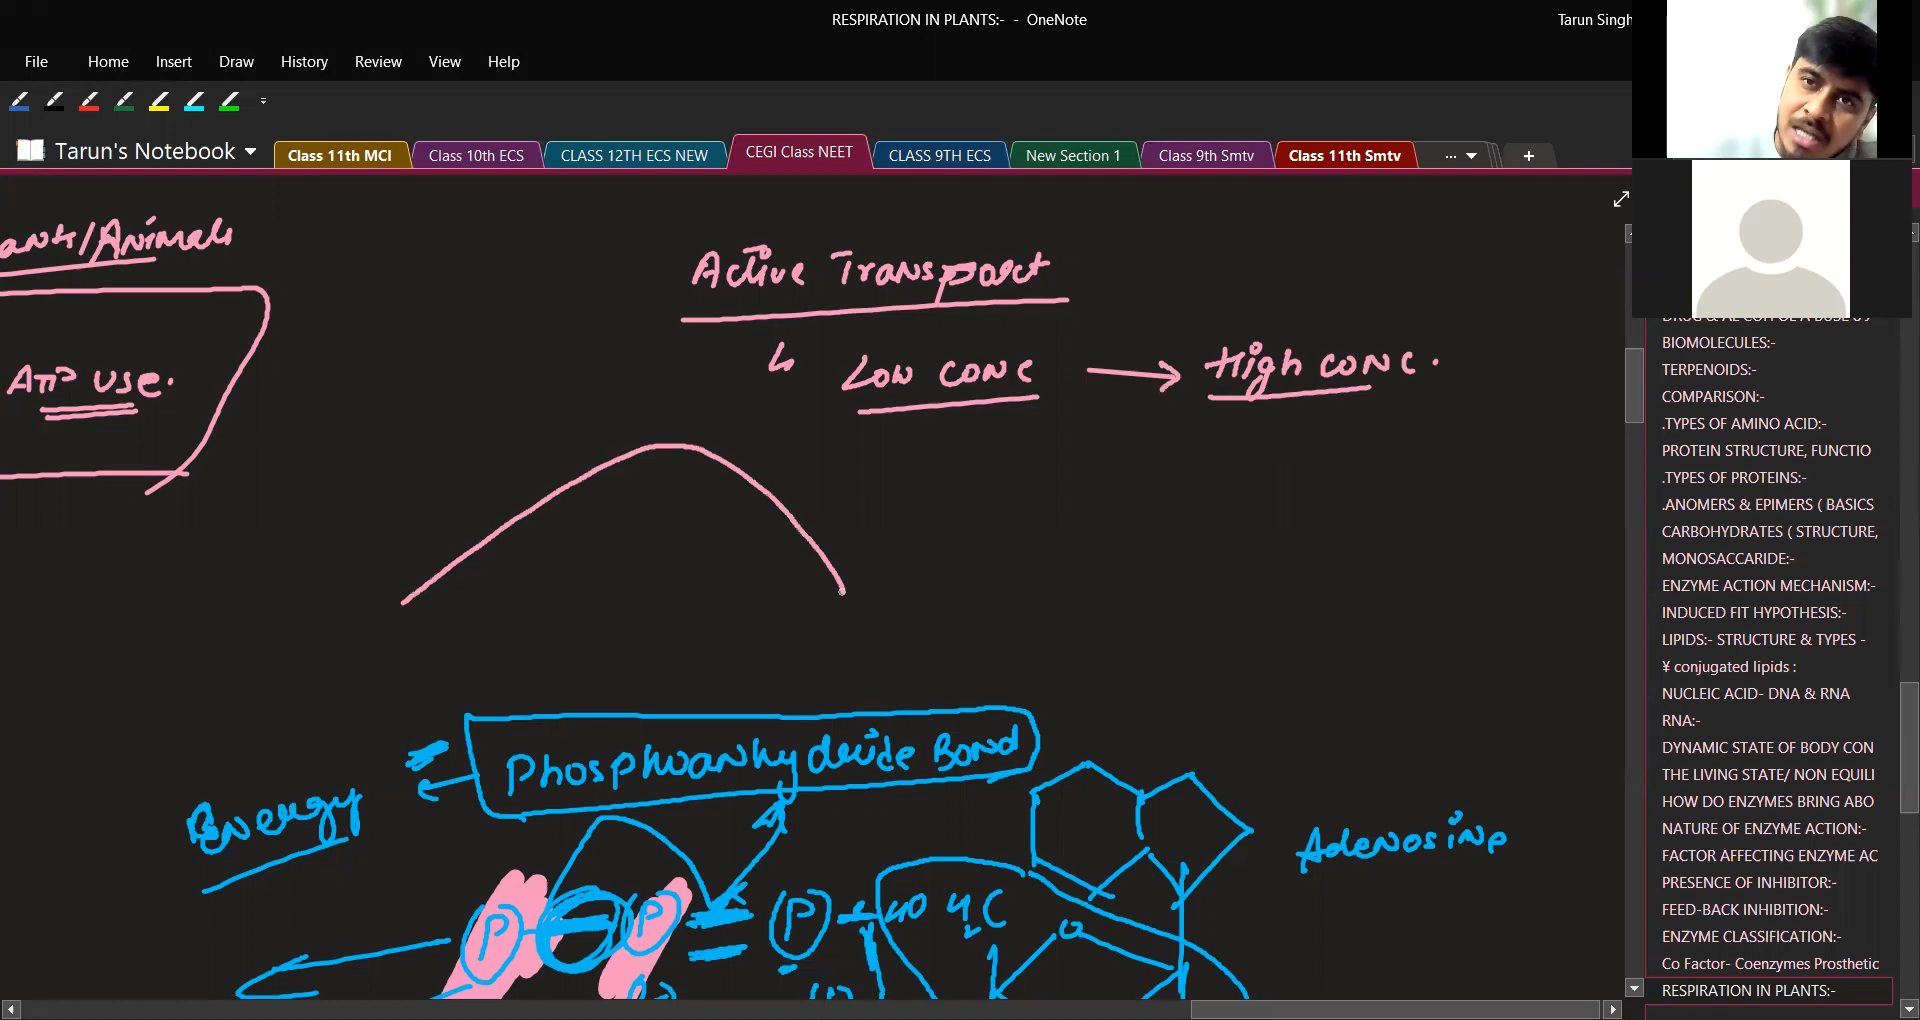 RESPIRATION IN PLANTS:- - OneNote
Tarun Singh
File Home Insert Draw History Review View Help
Tarun's Notebook
Class 11th MCI
Class 10th ECS
CLASS 12TH ECS NEW
CEGI Class NEET
CLASS 9TH ECS
New Section 1
Class 9th Smtv
Class 11th Smtv
...
+
ants/Animals
Active Transport
Low conc → High conc.
use.
Phosphoanhydride Bond
Energy
Adenosine
P P P
4O H2C
O
BIOMOLECULES:-
TERPENOIDS:-
COMPARISON:-
.TYPES OF AMINO ACID:-
PROTEIN STRUCTURE, FUNCTIO
.TYPES OF PROTEINS:-
.ANOMERS & EPIMERS ( BASICS
CARBOHYDRATES ( STRUCTURE,
MONOSACCARIDE:-
ENZYME ACTION MECHANISM:-
INDUCED FIT HYPOTHESIS:-
LIPIDS:- STRUCTURE & TYPES -
¥ conjugated lipids :
NUCLEIC ACID- DNA & RNA
RNA:-
DYNAMIC STATE OF BODY CON
THE LIVING STATE/ NON EQUILI
HOW DO ENZYMES BRING ABO
NATURE OF ENZYME ACTION:-
FACTOR AFFECTING ENZYME AC
PRESENCE OF INHIBITOR:-
FEED-BACK INHIBITION:-
ENZYME CLASSIFICATION:-
Co Factor- Coenzymes Prosthetic
RESPIRATION IN PLANTS:-